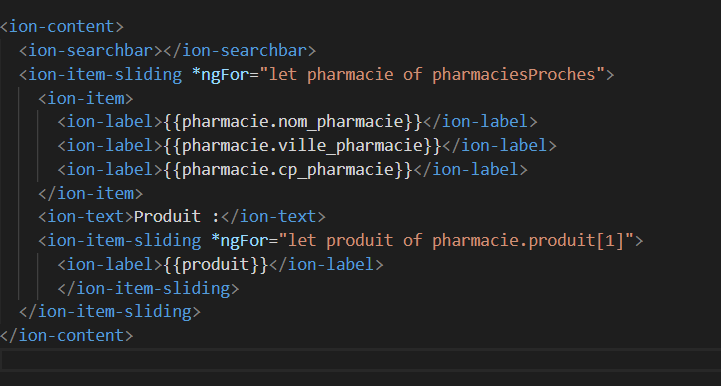 <ion-content>
<ion-searchbar></ion-searchbar>
<ion-item-sliding *ngFor="let pharmacie of pharmaciesProches">
<ion-item>
<ion-label>{{pharmacie.nom_pharmacie}}</ion-label>
<ion-label>{{pharmacie.ville_pharmacie}}</ion-label>
<ion-label>{{pharmacie.cp_pharmacie}}</ion-label>
</ion-item>
<ion-text>Produit :</ion-text>
<ion-item-sliding *ngFor="let produit of pharmacie.produit[1]">
<ion-label>{{produit}}</ion-label>
</ion-item-sliding>
</ion-item-sliding>
</ion-content>